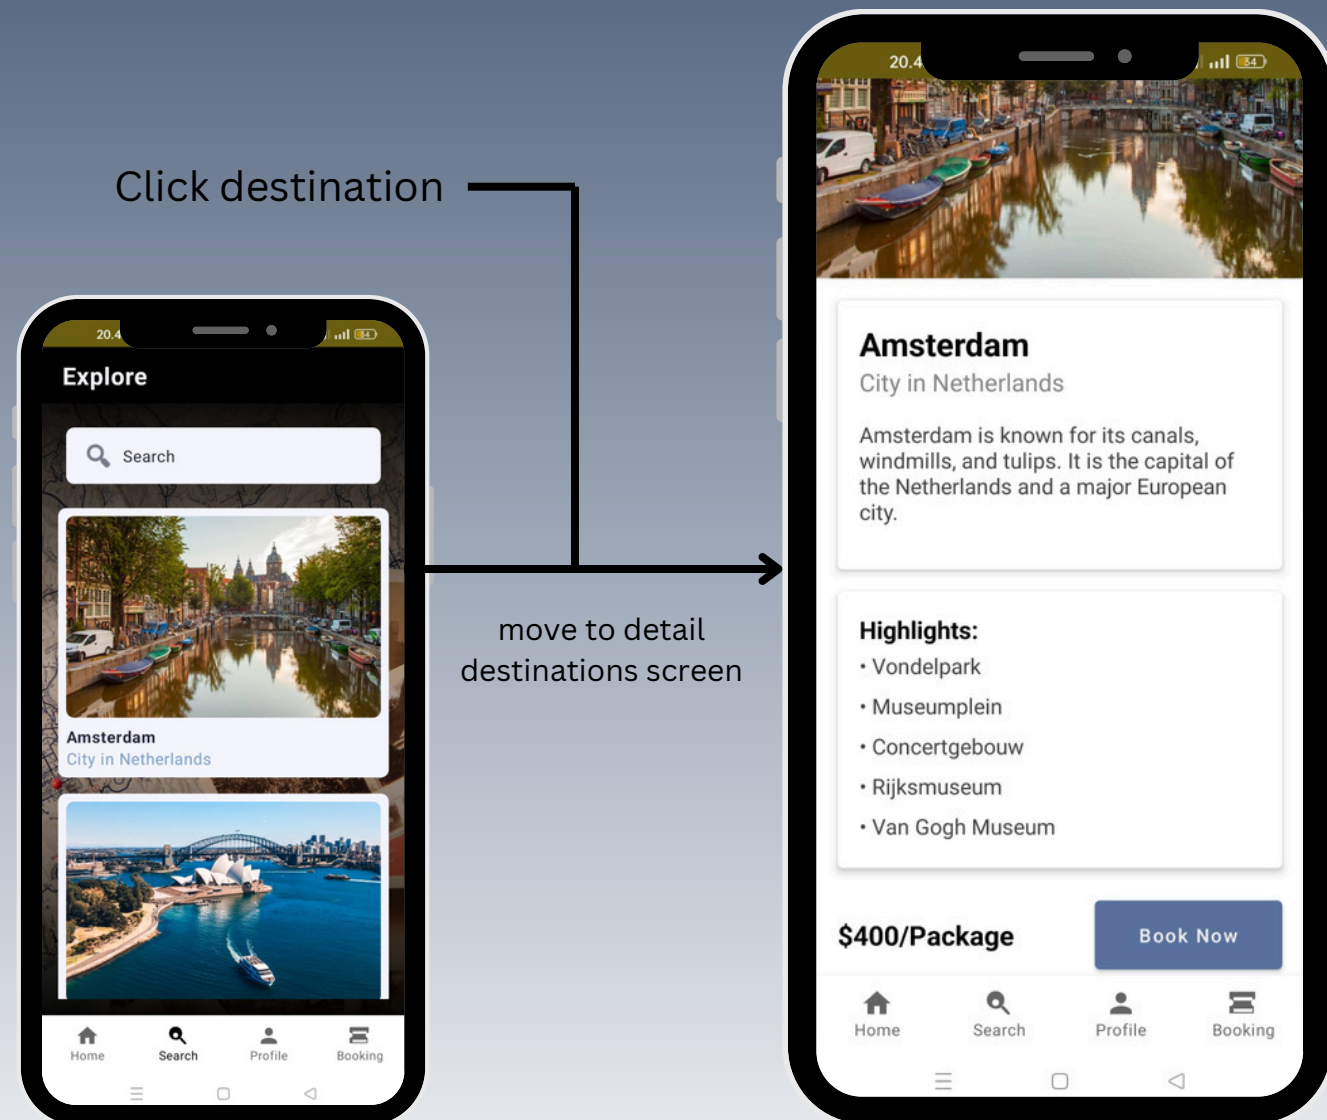 Click destination
20.4
54
Explore
Search
Amsterdam
City in Netherlands
Home
Search
Profile
Booking
move to detail
destinations screen
20.4
54
Amsterdam
City in Netherlands
Amsterdam is known for its canals,
windmills, and tulips. It is the capital of
the Netherlands and a major European
city.
Highlights:
• Vondelpark
• Museumplein
• Concertgebouw
• Rijksmuseum
• Van Gogh Museum
$400/Package
Book Now
Home
Search
Profile
Booking